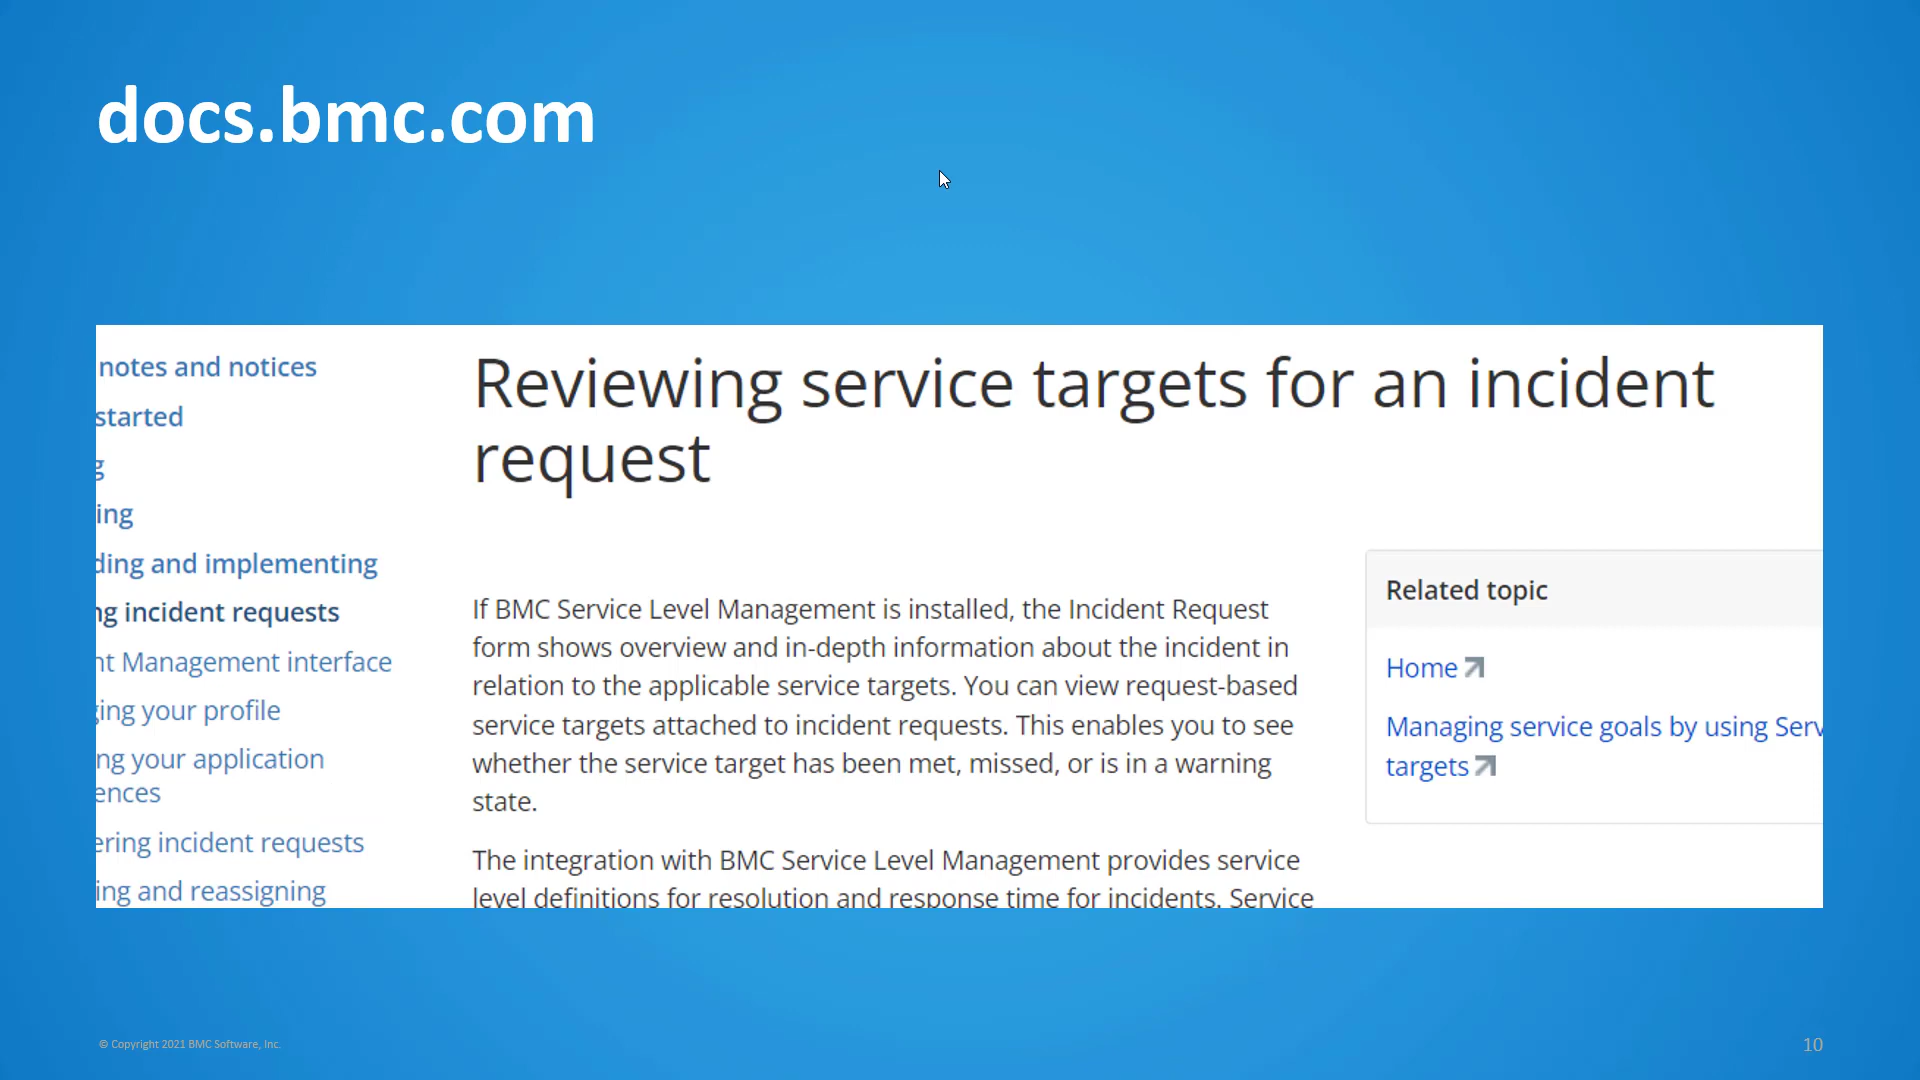 docs.bmc.com
notes and notices
started
g
ing
ding and implementing
ng incident requests
nt Management interface
ging your profile
ng your application
ences
ering incident requests
ing and reassigning
Reviewing service targets for an incident
request
If BMC Service Level Management is installed, the Incident Request
form shows overview and in-depth information about the incident in
relation to the applicable service targets. You can view request-based
service targets attached to incident requests. This enables you to see
whether the service target has been met, missed, or is in a warning
state.
The integration with BMC Service Level Management provides service
level definitions for resolution and response time for incidents. Service
Related topic
Home
Managing service goals by using Serv
targets
© Copyright 2021 BMC Software, Inc.
10